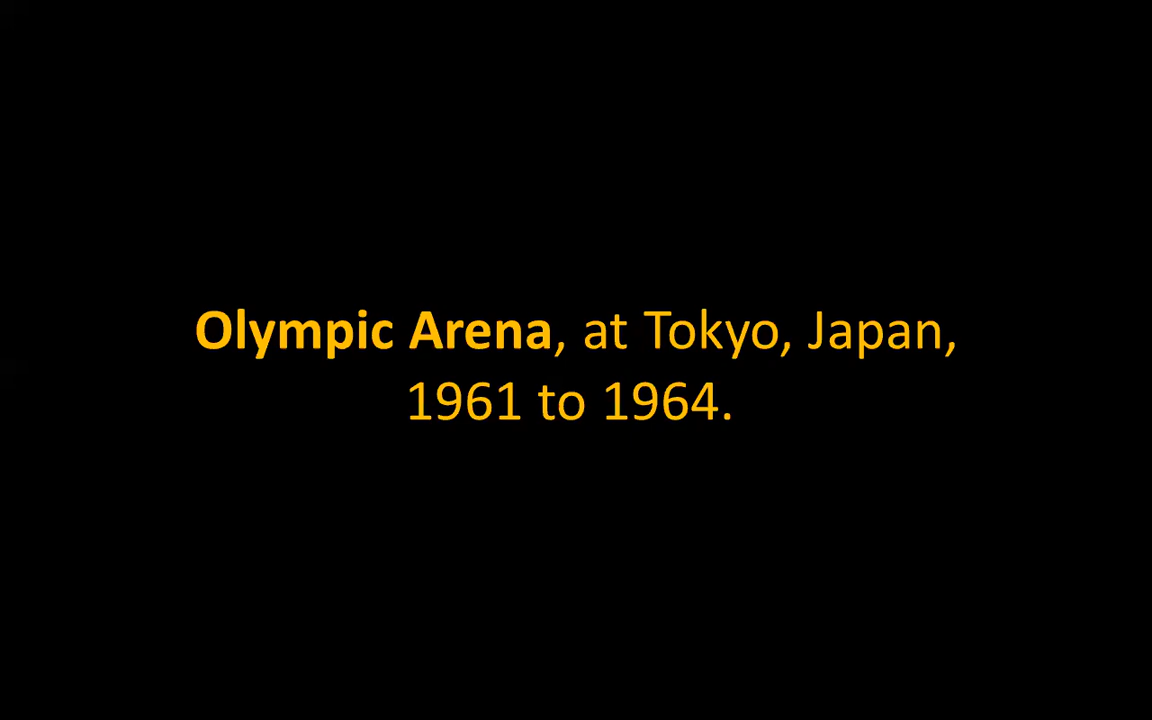 Olympic Arena, at Tokyo, Japan,
1961 to 1964.